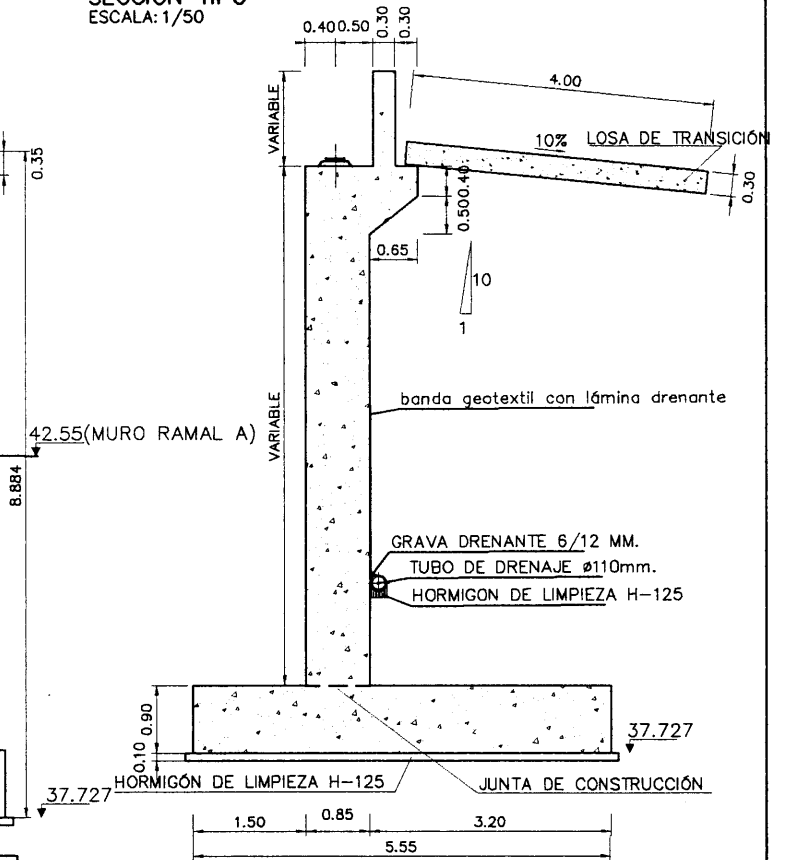 SECCIÓN TIPO
ESCALA: 1/50
0.40 0.50 0.30 0.30
4.00
VARIABLE
10% LOSA DE TRANSICIÓN
0.35
0.40
0.30
0.50
0.65
10
1
VARIABLE
banda geotextil con lámina drenante
42.55(MURO RAMAL A)
8.884
GRAVA DRENANTE 6/12 MM.
TUBO DE DRENAJE ø110mm.
HORMIGON DE LIMPIEZA H-125
0.90
37.727
0.10
HORMIGÓN DE LIMPIEZA H-125
JUNTA DE CONSTRUCCIÓN
37.727
1.50 0.85 3.20
5.55